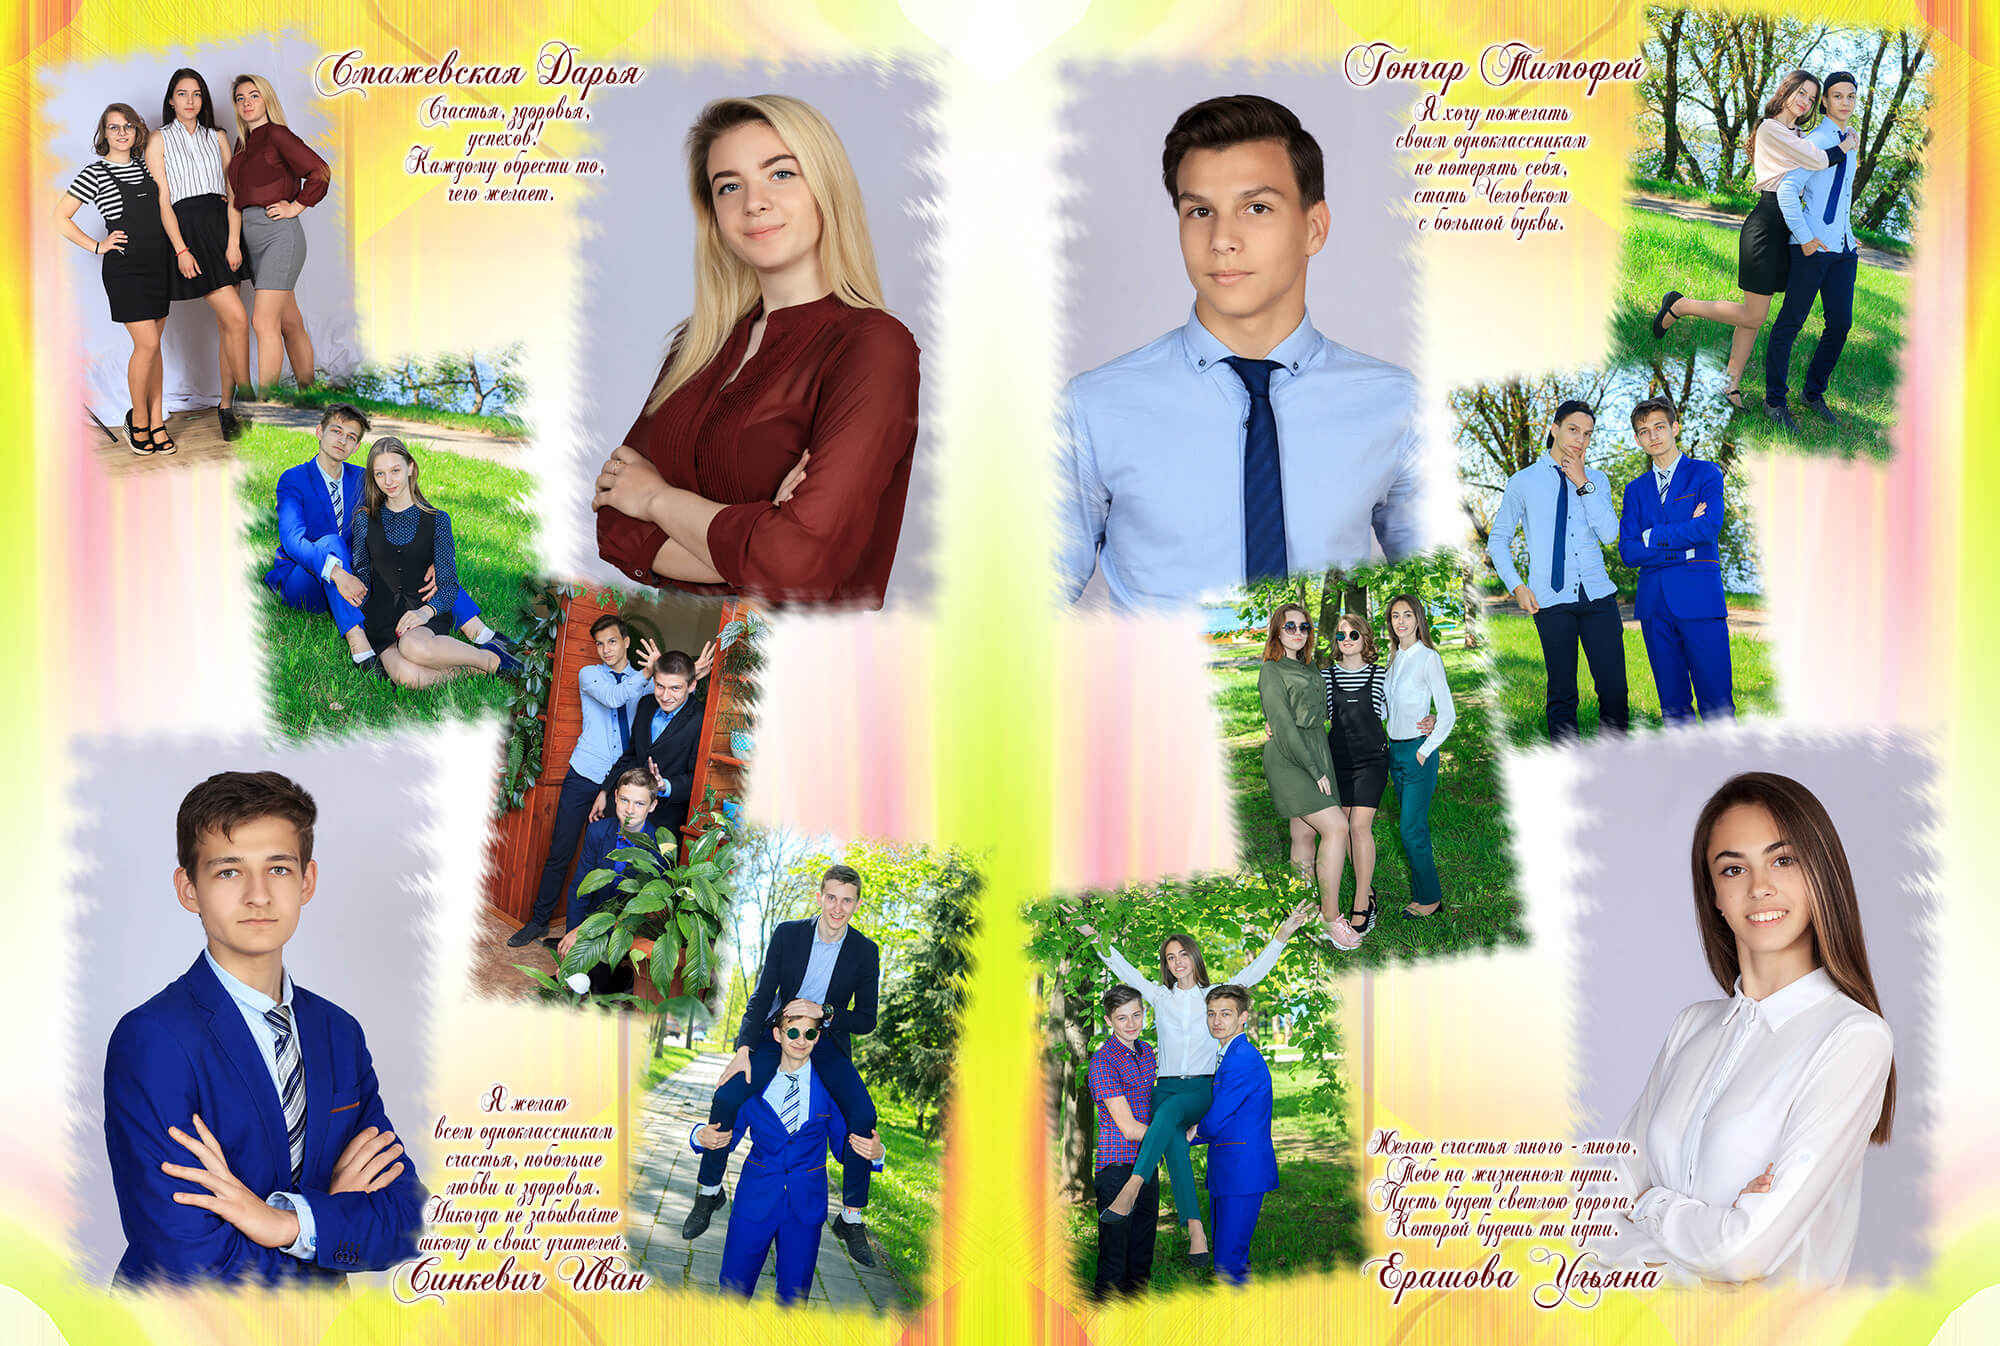 Смажевская Дарья
Счастья, здоровья,
успехов!
Каждому обрести то,
чего желает.
Я желаю
всем одноклассникам
счастья, побольше
любви и здоровья.
Никогда не забывайте
школу и своих учителей.
Синкевич Иван
Гончар Тимофей
Я хочу пожелать
своим одноклассникам
не потерять себя,
стать Человеком
с большой буквы.
Желаю счастья много - много,
Тебе на жизненном пути.
Пусть будет светлою дорога,
Которой будешь ты идти.
Ерашова Ульяна